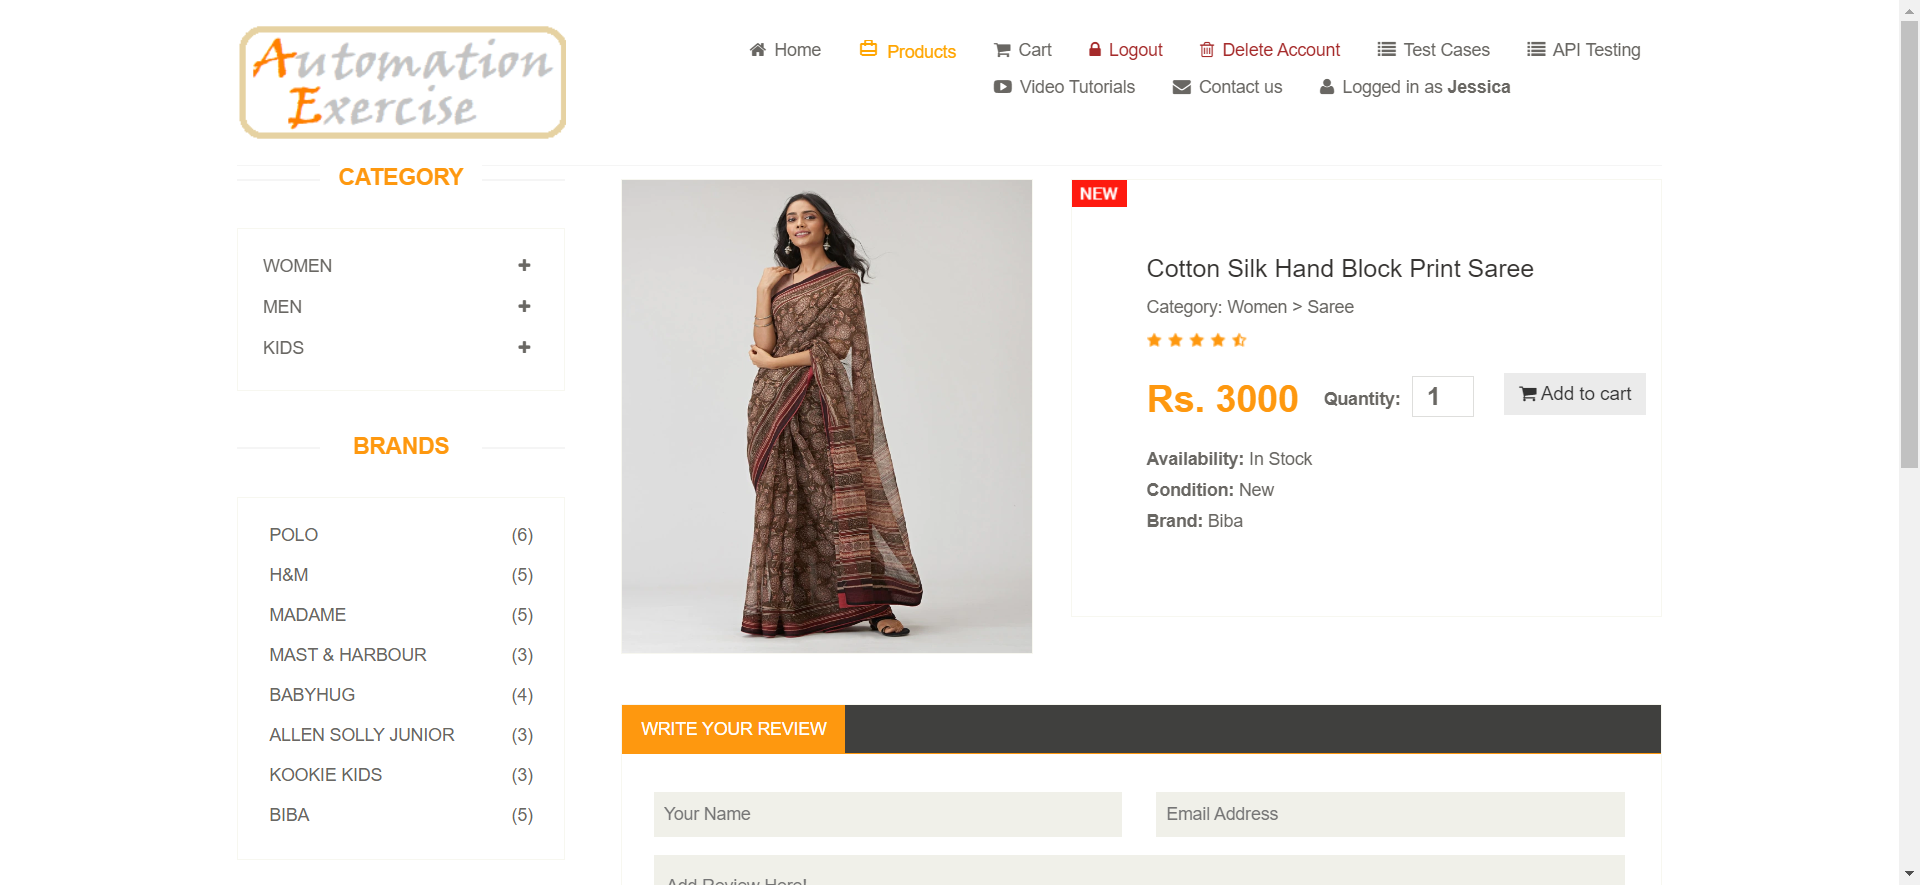 Automation
Exercise
Home
Products
Cart
Logout
Delete Account
Test Cases
API Testing
Video Tutorials
Contact us
Logged in as Jessica
CATEGORY
WOMEN
MEN
KIDS
BRANDS
POLO (6)
H&M (5)
MADAME (5)
MAST & HARBOUR (3)
BABYHUG (4)
ALLEN SOLLY JUNIOR (3)
KOOKIE KIDS (3)
BIBA (5)
NEW
Cotton Silk Hand Block Print Saree
Category: Women > Saree
Rs. 3000 Quantity: 1 Add to cart
Availability: In Stock
Condition: New
Brand: Biba
WRITE YOUR REVIEW
Your Name
Email Address
Add Review Here!